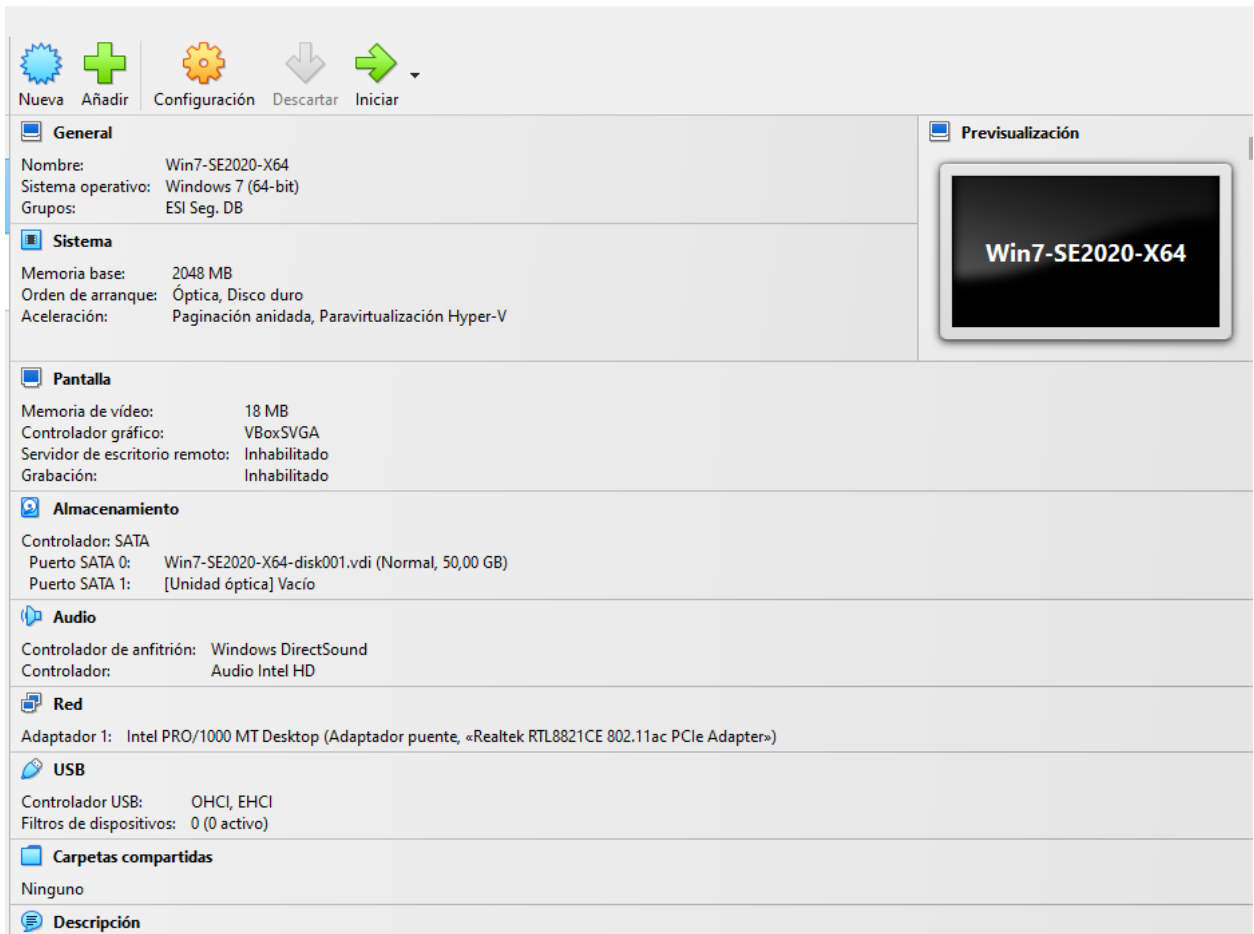 Nueva Añadir Configuración Descartar Iniciar
General
Nombre: Win7-SE2020-X64
Sistema operativo: Windows 7 (64-bit)
Grupos: ESI Seg. DB
Previsualización
Win7-SE2020-X64
Sistema
Memoria base: 2048 MB
Orden de arranque: Óptica, Disco duro
Aceleración: Paginación anidada, Paravirtualización Hyper-V
Pantalla
Memoria de vídeo: 18 MB
Controlador gráfico: VBoxSVGA
Servidor de escritorio remoto: Inhabilitado
Grabación: Inhabilitado
Almacenamiento
Controlador: SATA
Puerto SATA 0: Win7-SE2020-X64-disk001.vdi (Normal, 50,00 GB)
Puerto SATA 1: [Unidad óptica] Vacío
Audio
Controlador de anfitrión: Windows DirectSound
Controlador: Audio Intel HD
Red
Adaptador 1: Intel PRO/1000 MT Desktop (Adaptador puente, «Realtek RTL8821CE 802.11ac PCIe Adapter»)
USB
Controlador USB: OHCI, EHCI
Filtros de dispositivos: 0 (0 activo)
Carpetas compartidas
Ninguno
Descripción